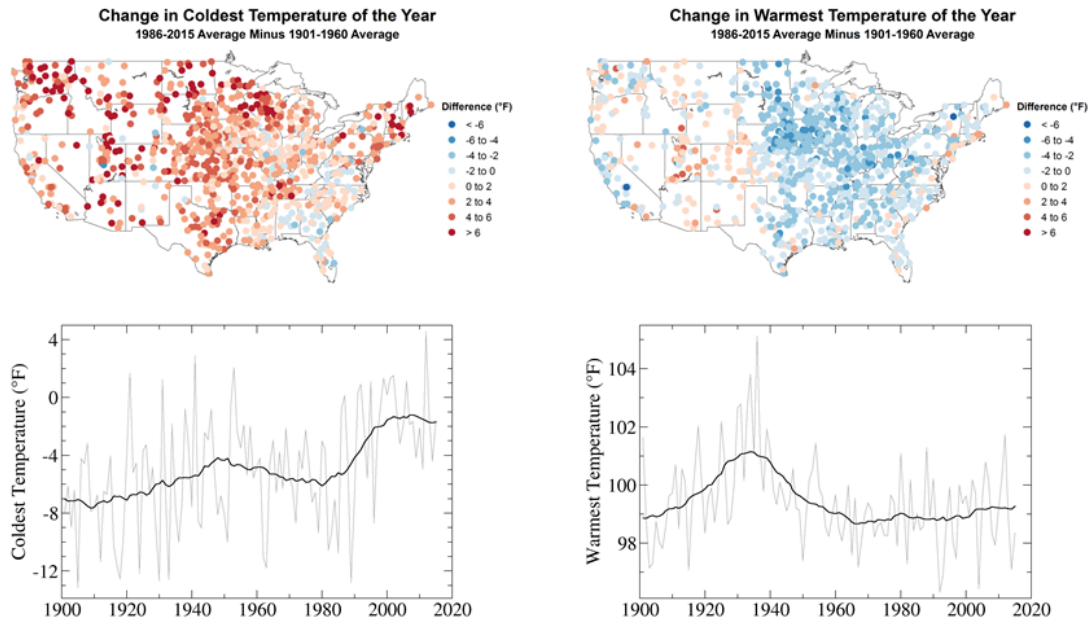 Change in Coldest Temperature of the Year
1986-2015 Average Minus 1901-1960 Average
Difference (°F)
< -6
-6 to -4
-4 to -2
-2 to 0
0 to 2
2 to 4
4 to 6
> 6
Change in Warmest Temperature of the Year
1986-2015 Average Minus 1901-1960 Average
Difference (°F)
< -6
-6 to -4
-4 to -2
-2 to 0
0 to 2
2 to 4
4 to 6
> 6
Coldest Temperature (°F)
4
0
-4
-8
-12
1900 1920 1940 1960 1980 2000 2020
Warmest Temperature (°F)
104
102
100
98
1900 1920 1940 1960 1980 2000 2020